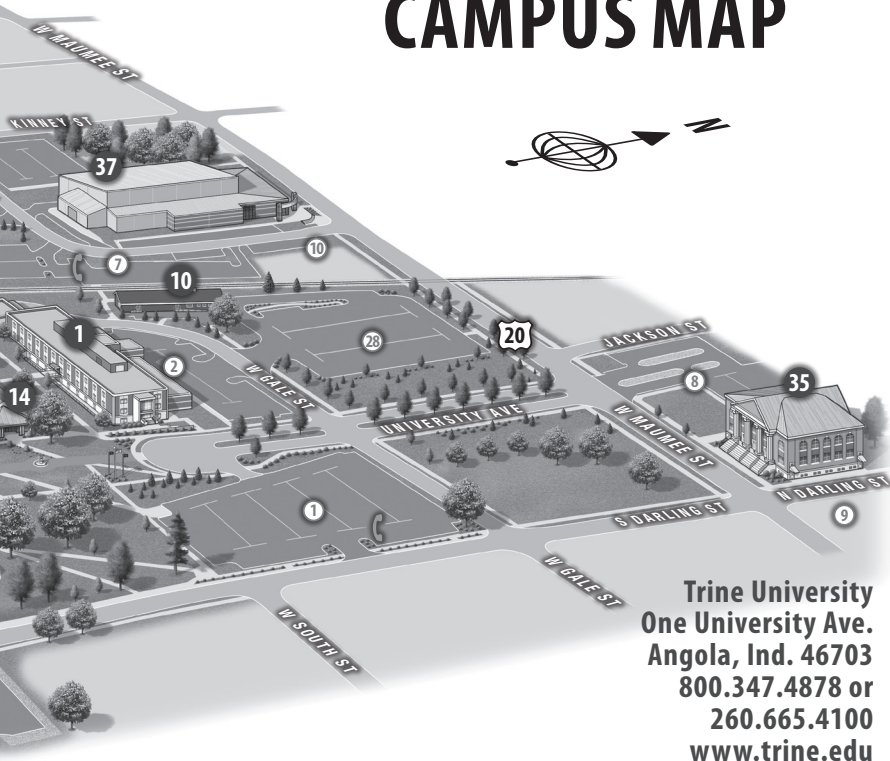 CAMPUS MAP
W MAUMEE ST
KINNEY ST
N
37
10
7
10
20
1
28
JACKSON ST
2
8
35
14
W GALE ST
UNIVERSITY AVE
W MAUMEE ST
N DARLING ST
1
S DARLING ST
9
W GALE ST
W SOUTH ST
Trine University
One University Ave.
Angola, Ind. 46703
800.347.4878 or
260.665.4100
www.trine.edu